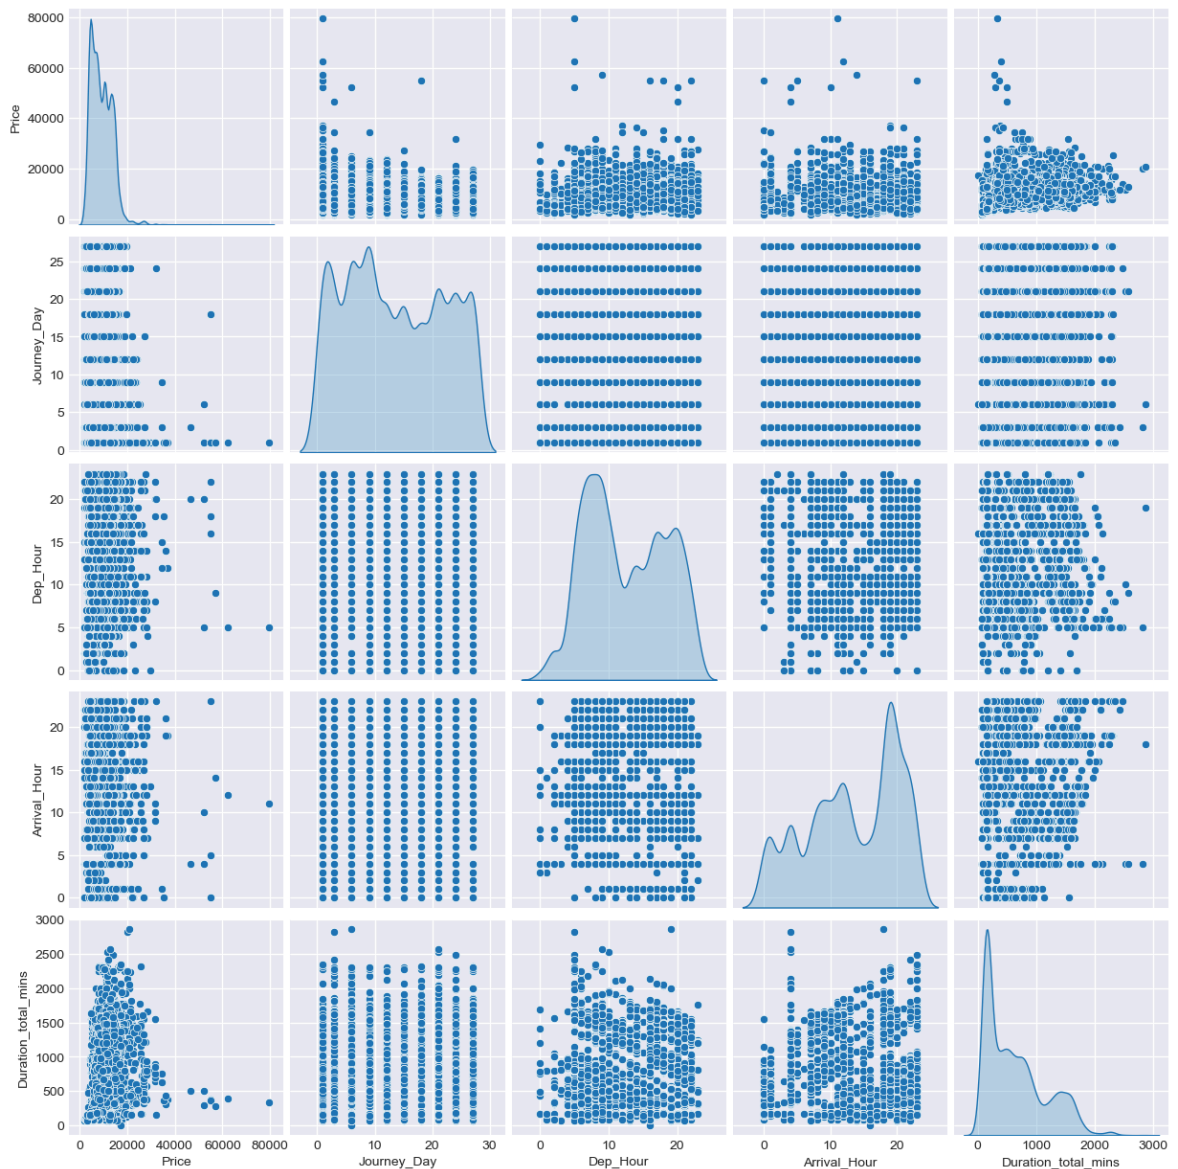 80000
60000
40000
20000
0
Price
25
20
15
10
5
0
Journey_Day
20
15
10
5
0
Dep_Hour
20
15
10
5
0
Arrival_Hour
3000
2500
2000
1500
1000
500
0
Duration_total_mins
0 20000 40000 60000 80000
0 10 20 30
0 10 20
0 10 20
0 1000 2000 3000
Price Journey_Day Dep_Hour Arrival_Hour Duration_total_mins